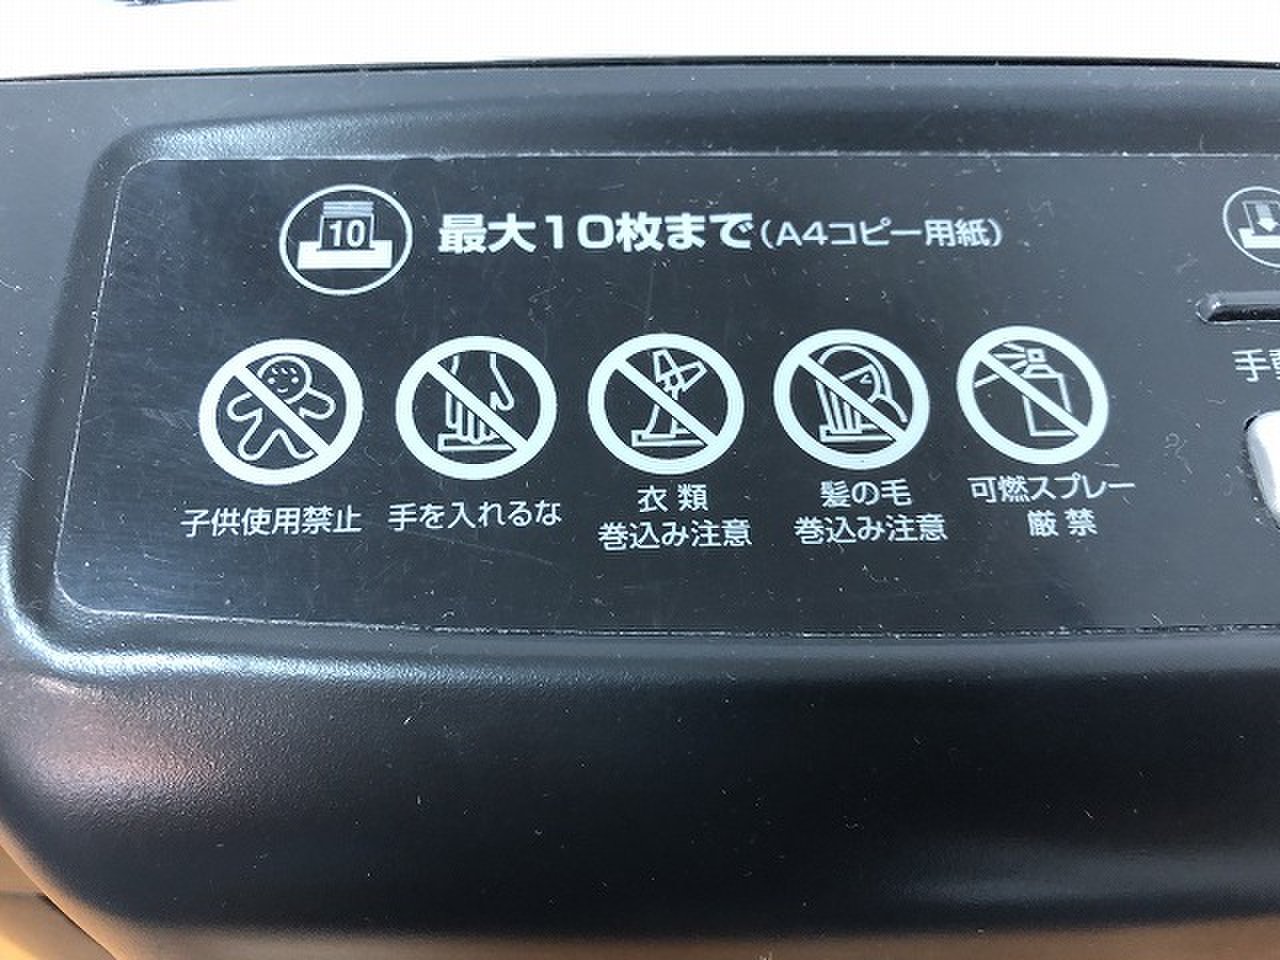 10 最大10枚まで(A4コピー用紙)
子供使用禁止
手を入れるな
衣類
巻込み注意
髪の毛
巻込み注意
可燃スプレー
厳禁
手